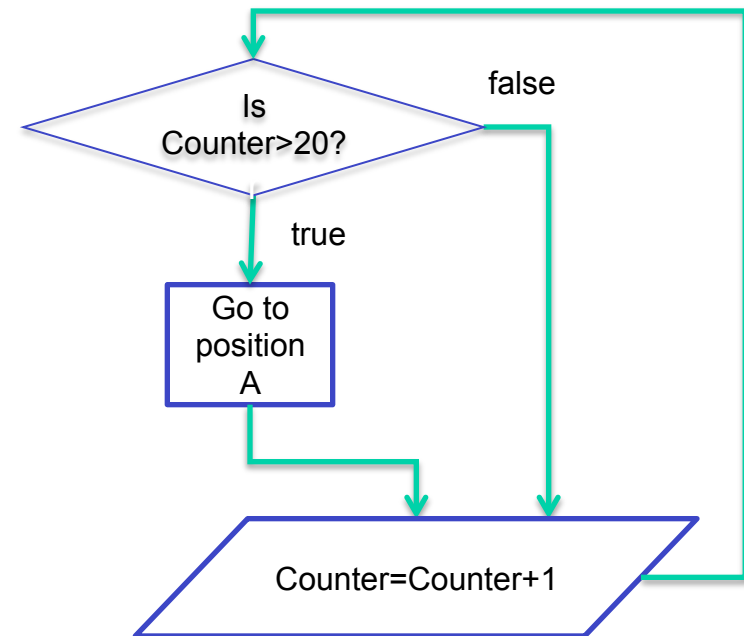 false
Is
Counter>20?
true
Go to
position
A
Counter=Counter+1